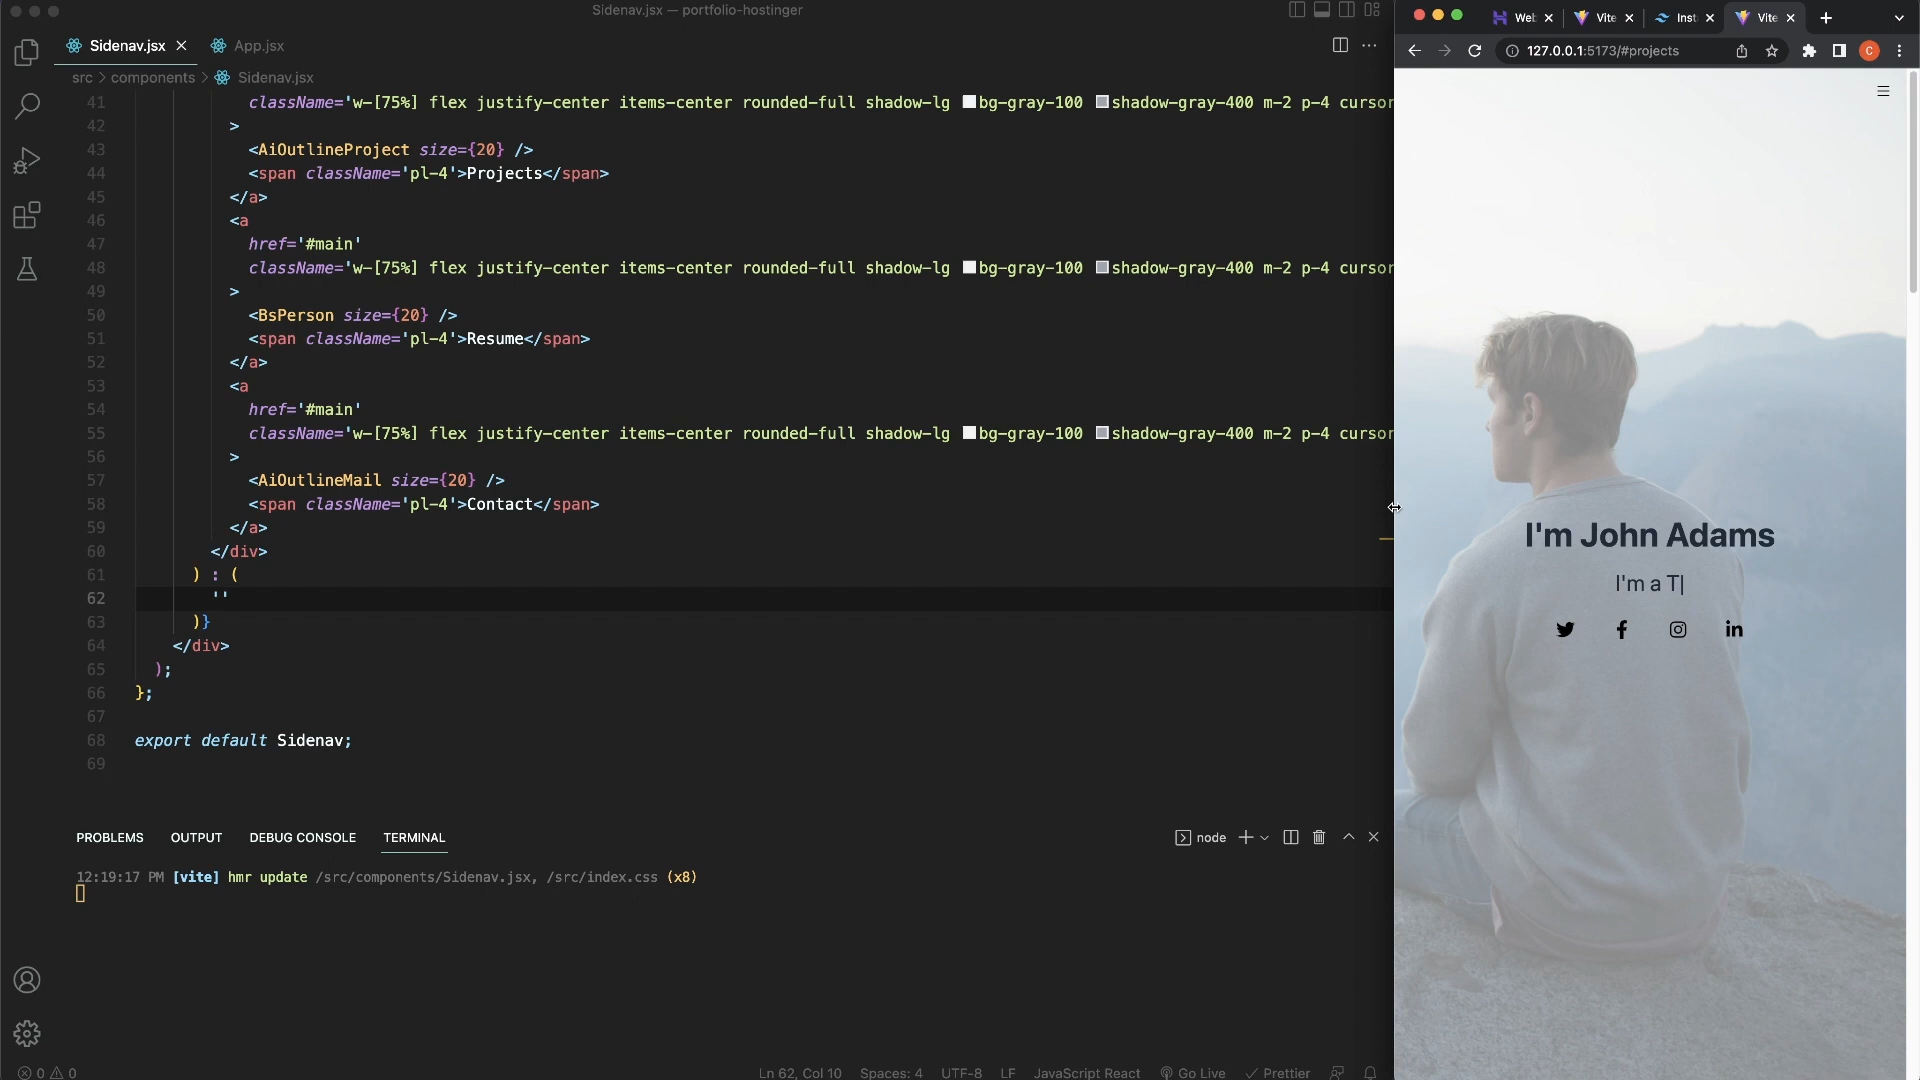 Sidenav.jsx — portfolio-hostinger
Sidenav.jsx
App.jsx
src > components > Sidenav.jsx
41 className='w-[75%] flex justify-center items-center rounded-full shadow-lg bg-gray-100 shadow-gray-400 m-2 p-4 cursor
42 >
43 <AiOutlineProject size={20} />
44 <span className='pl-4'>Projects</span>
45 </a>
46 <a
47 href='#main'
48 className='w-[75%] flex justify-center items-center rounded-full shadow-lg bg-gray-100 shadow-gray-400 m-2 p-4 cursor
49 >
50 <BsPerson size={20} />
51 <span className='pl-4'>Resume</span>
52 </a>
53 <a
54 href='#main'
55 className='w-[75%] flex justify-center items-center rounded-full shadow-lg bg-gray-100 shadow-gray-400 m-2 p-4 cursor
56 >
57 <AiOutlineMail size={20} />
58 <span className='pl-4'>Contact</span>
59 </a>
60 </div>
61 ) : (
62 ''
63 )}
64 </div>
65 );
66 };
67
68 export default Sidenav;
69
PROBLEMS OUTPUT DEBUG CONSOLE TERMINAL
node
12:19:17 PM [vite] hmr update /src/components/Sidenav.jsx, /src/index.css (x8)
0 0
Ln 62, Col 10 Spaces: 4 UTF-8 LF JavaScript React Go Live Prettier
Web Vite Inst Vite
127.0.0.1:5173/#projects
C
I'm John Adams
I'm a T|